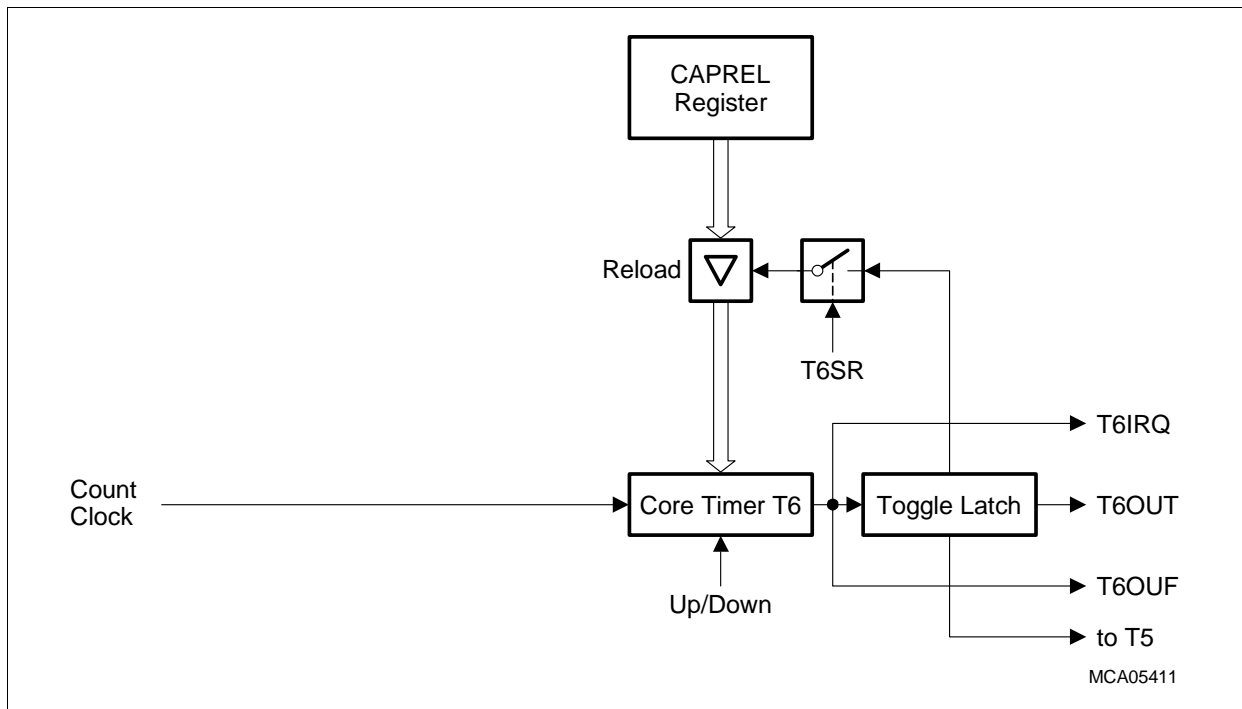 CAPREL
Register
Reload
T6SR
T6IRQ
Count
Clock
Core Timer T6
Toggle Latch
T6OUT
Up/Down
T6OUF
to T5
MCA05411